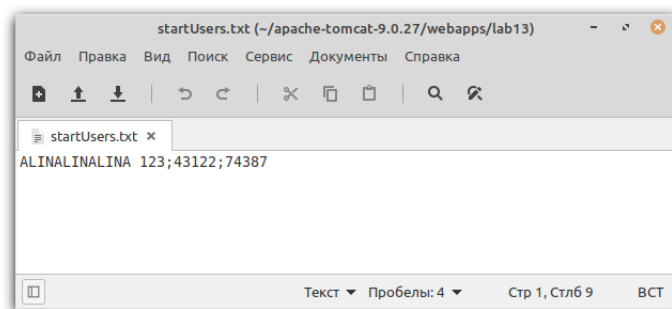 startUsers.txt (~/apache-tomcat-9.0.27/webapps/lab13)
Файл Правка Вид Поиск Сервис Документы Справка
startUsers.txt
ALINALINALINA 123;43122;74387
Текст Пробелы: 4 Стр 1, Стлб 9 ВСТ